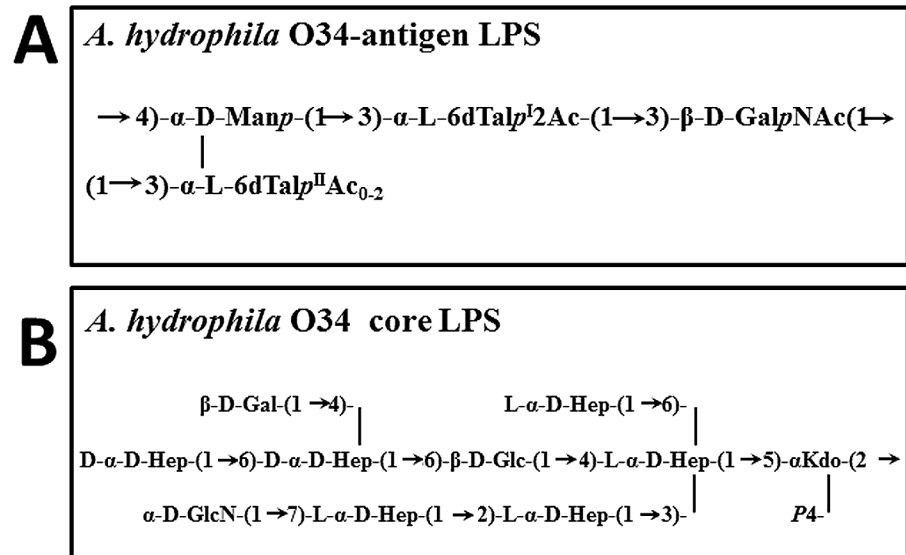 A
A. hydrophila O34-antigen LPS
→ 4)-α-D-Manp-(1→ 3)-α-L-6dTalpᴵ2Ac-(1→3)-β-D-GalpNAc(1→
(1→ 3)-α-L-6dTalpᴵᴵAc₀₋₂
B
A. hydrophila O34 core LPS
β-D-Gal-(1 →4)- L-α-D-Hep-(1→6)-
D-α-D-Hep-(1→6)-D-α-D-Hep-(1→6)-β-D-Glc-(1→4)-L-α-D-Hep-(1→5)-αKdo-(2 →
α-D-GlcN-(1→7)-L-α-D-Hep-(1 →2)-L-α-D-Hep-(1→3)- P4-